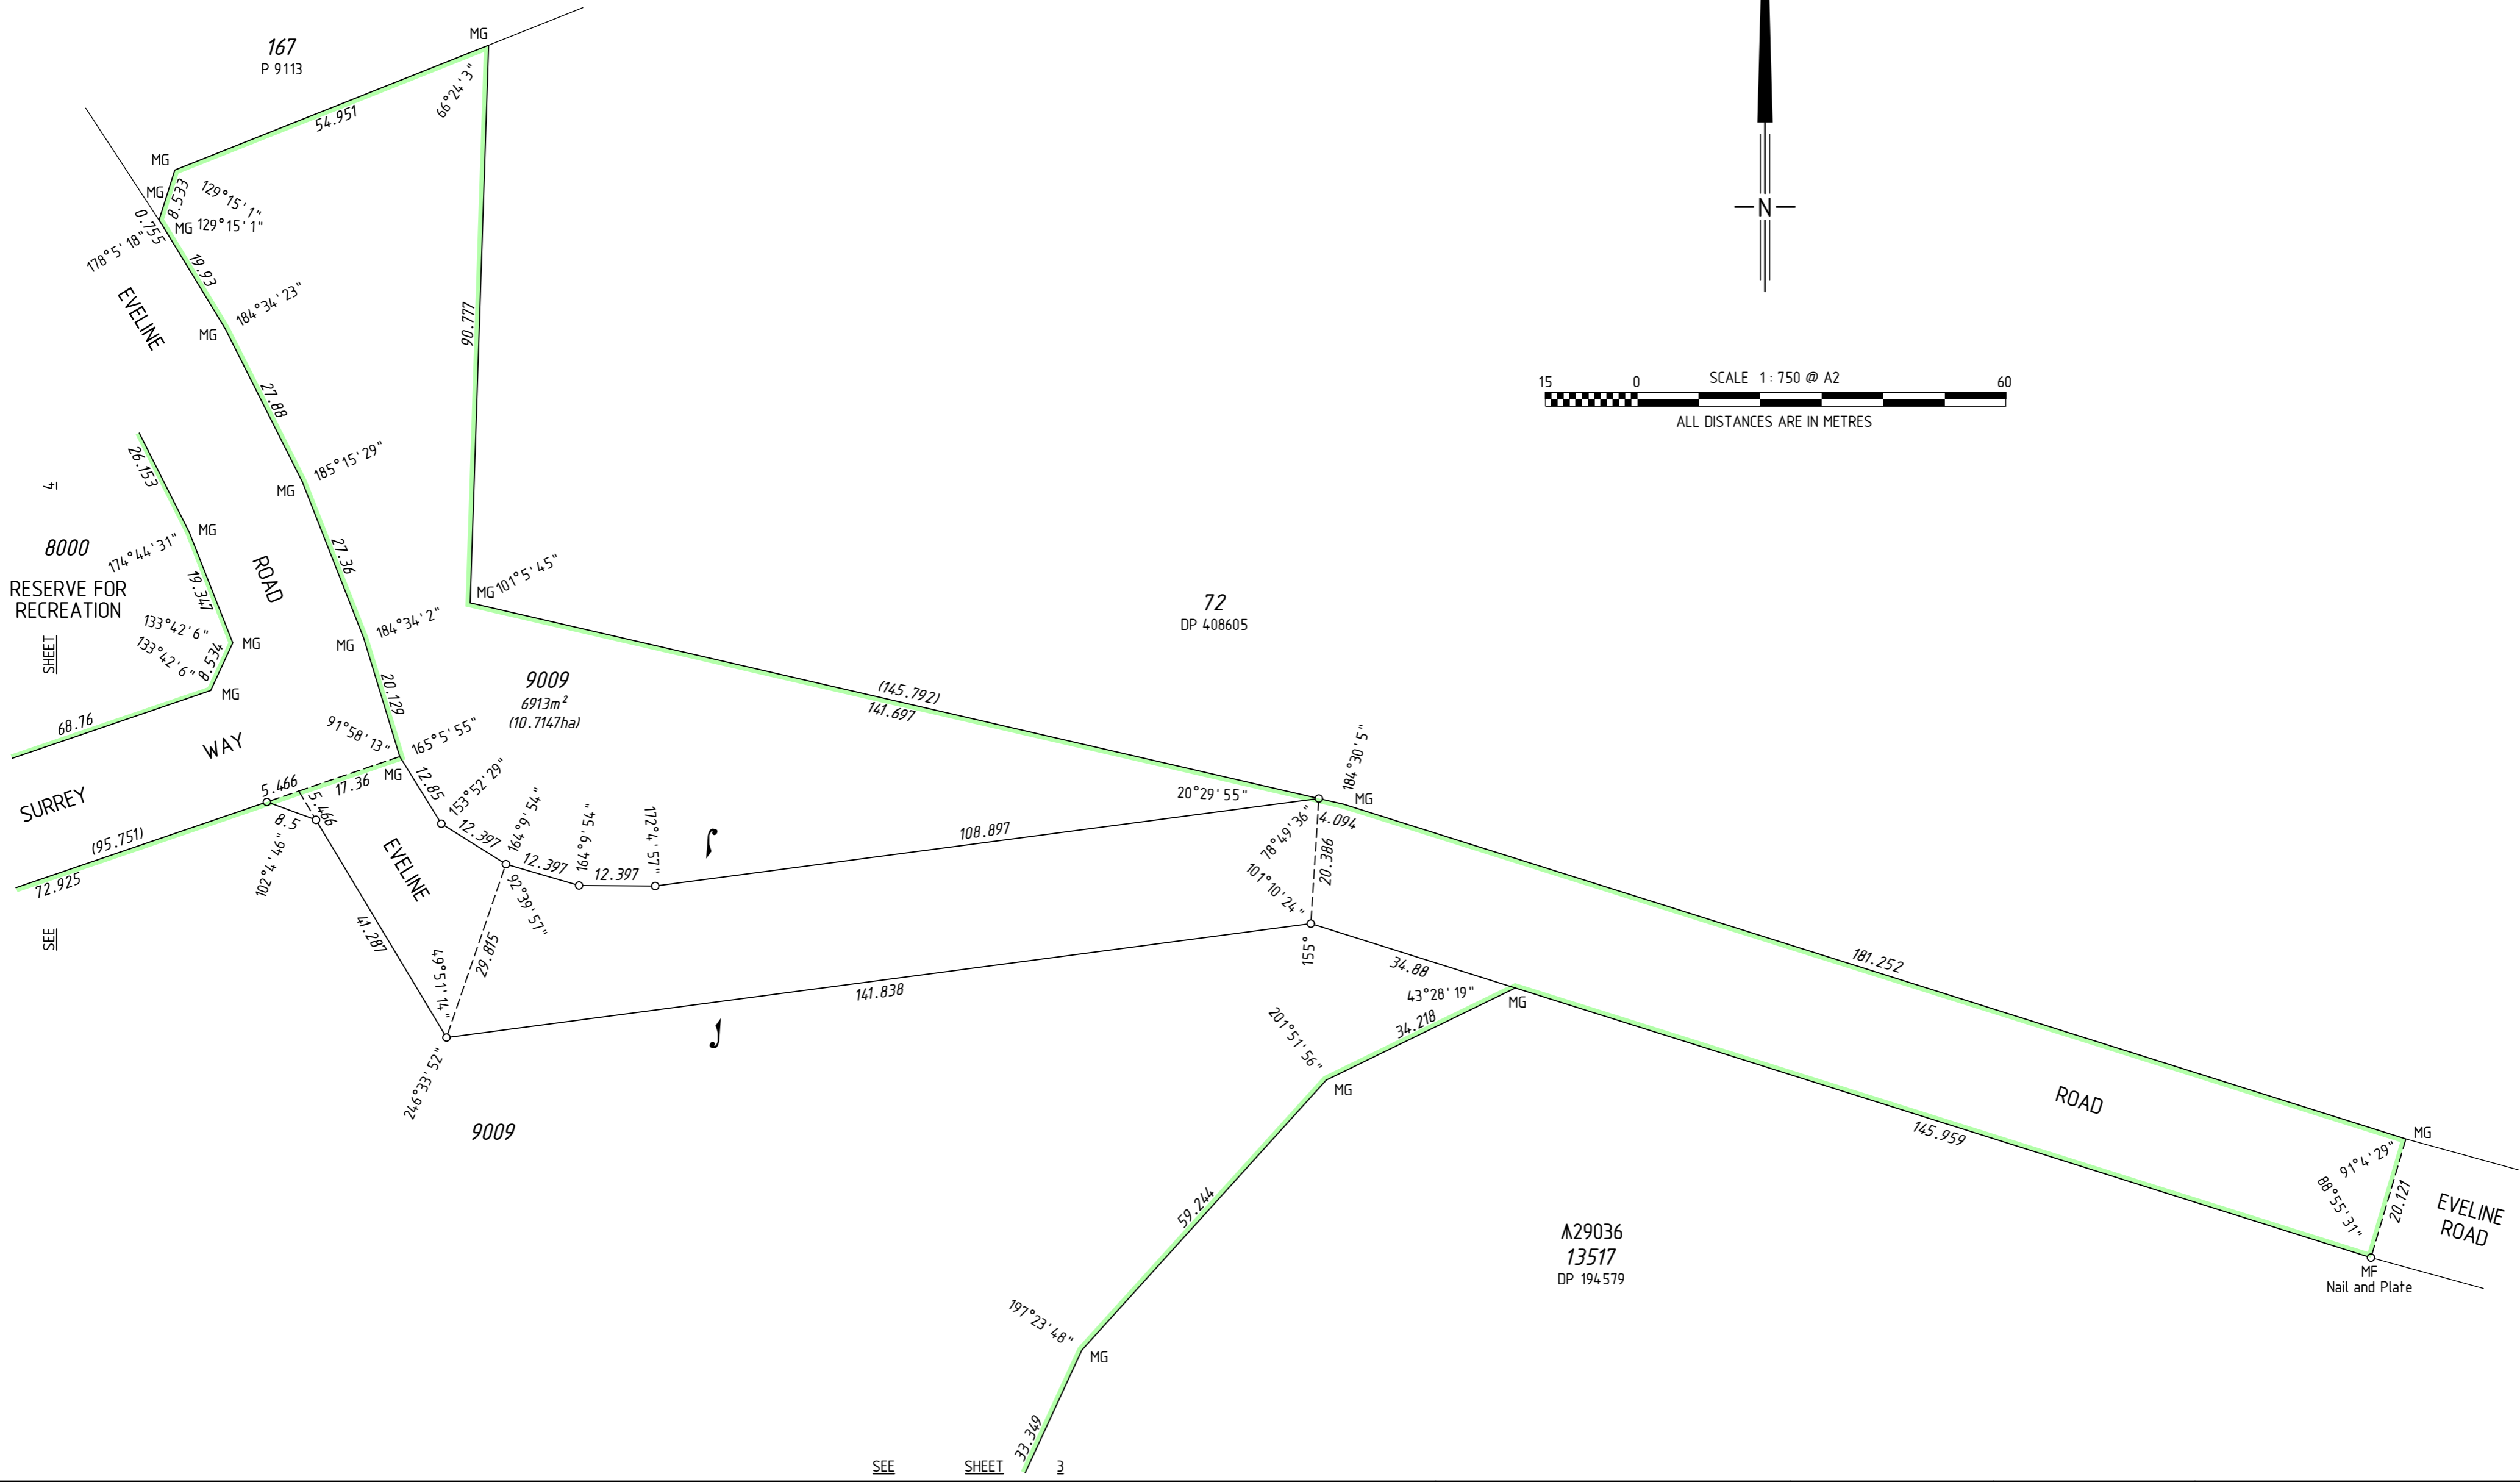 167
P 9113
MG
66°24'3"
54.951
MG
MG
8.533
129°15'1"
0.755
MG 129°15'1"
178°5'18"
19.93
EVELINE
184°34'23"
MG
90.777
27.88
15
0
SCALE 1 : 750 @ A2
60
ALL DISTANCES ARE IN METRES
N
26.153
185°15'29"
MG
4
8000
RESERVE FOR
RECREATION
SHEET
MG
174°44'31"
19.347
ROAD
27.36
133°42'6"
133°42'6"
8.534
MG
MG
MG 101°5'45"
184°34'2"
MG
72
DP 408605
20.129
9009
6913m²
(10.7147ha)
(145.792)
141.697
68.76
WAY
91°58'13"
165°5'55"
MG
SURREY
5.466
17.36
5.466
8.5
12.85
153°52'29"
12.397
164°9'54"
12.397
164°9'54"
12.397
172°4'57"
108.897
20°29'55"
184°30'5"
MG
4.094
78°49'36"
20.386
101°10'24"
(95.751)
72.925
102°4'46"
EVELINE
92°39'57"
SEE
41.287
49°51'14"
29.815
141.838
155°
34.88
181.252
43°28'19"
MG
246°33'52"
201°51'56"
34.218
MG
9009
ROAD
145.959
MG
91°4'29"
88°55'31"
20.121
EVELINE
ROAD
59.244
A29036
13517
DP 194579
MF
Nail and Plate
197°23'48"
MG
33.349
SEE SHEET 3